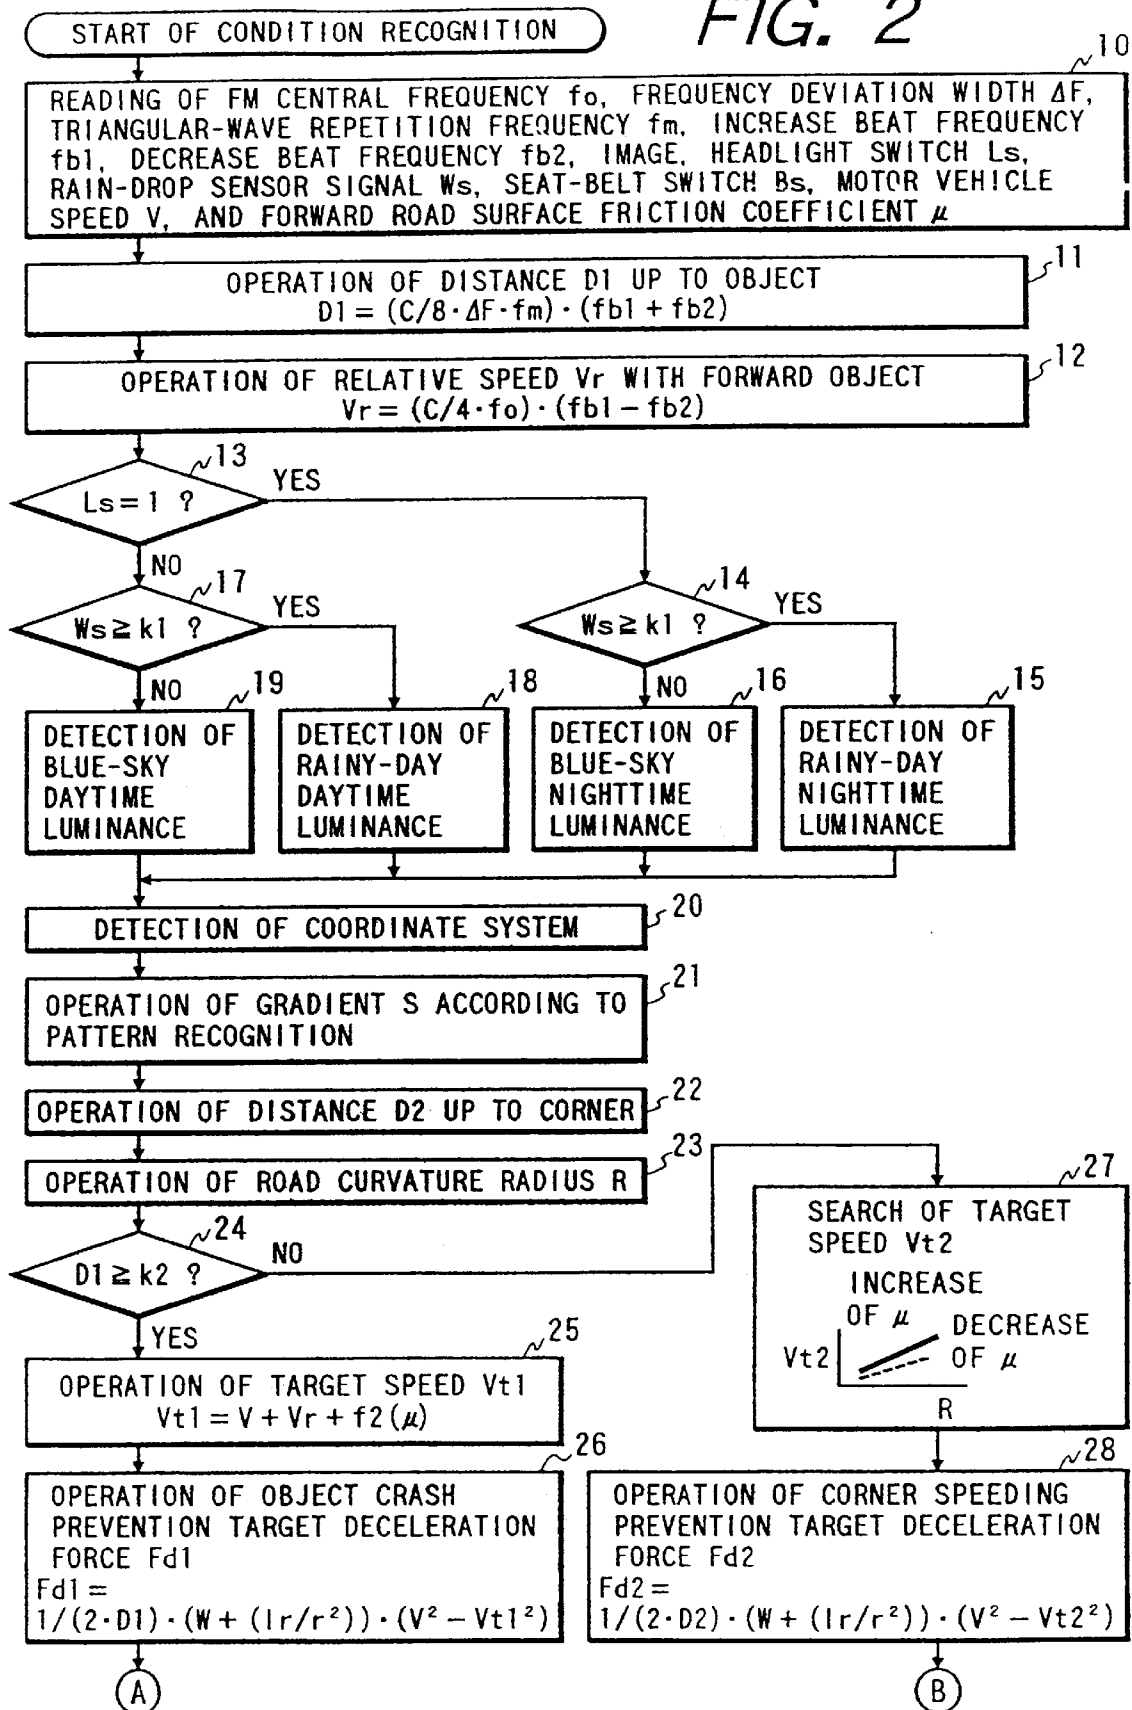 FIG. 2
START OF CONDITION RECOGNITION
10
READING OF FM CENTRAL FREQUENCY fo, FREQUENCY DEVIATION WIDTH ΔF,
TRIANGULAR-WAVE REPETITION FREQUENCY fm, INCREASE BEAT FREQUENCY
fb1, DECREASE BEAT FREQUENCY fb2, IMAGE, HEADLIGHT SWITCH Ls,
RAIN-DROP SENSOR SIGNAL Ws, SEAT-BELT SWITCH Bs, MOTOR VEHICLE
SPEED V, AND FORWARD ROAD SURFACE FRICTION COEFFICIENT μ
11
OPERATION OF DISTANCE D1 UP TO OBJECT
D1 = (C/8·ΔF·fm)·(fb1+fb2)
12
OPERATION OF RELATIVE SPEED Vr WITH FORWARD OBJECT
Vr = (C/4·fo)·(fb1−fb2)
13
Ls=1 ?
YES
NO
17
Ws≧k1 ?
YES
NO
14
Ws≧k1 ?
YES
NO
19
DETECTION OF
BLUE-SKY
DAYTIME
LUMINANCE
18
DETECTION OF
RAINY-DAY
DAYTIME
LUMINANCE
16
DETECTION OF
BLUE-SKY
NIGHTTIME
LUMINANCE
15
DETECTION OF
RAINY-DAY
NIGHTTIME
LUMINANCE
20
DETECTION OF COORDINATE SYSTEM
21
OPERATION OF GRADIENT S ACCORDING TO
PATTERN RECOGNITION
22
OPERATION OF DISTANCE D2 UP TO CORNER
23
OPERATION OF ROAD CURVATURE RADIUS R
24
D1≧k2 ?
NO
YES
25
OPERATION OF TARGET SPEED Vt1
Vt1 = V + Vr + f2(μ)
26
OPERATION OF OBJECT CRASH
PREVENTION TARGET DECELERATION
FORCE Fd1
Fd1 =
1/(2·D1)·(W+(Ir/r²))·(V²−Vt1²)
A
27
SEARCH OF TARGET
SPEED Vt2
INCREASE
OF μ
DECREASE
OF μ
Vt2
R
28
OPERATION OF CORNER SPEEDING
PREVENTION TARGET DECELERATION
FORCE Fd2
Fd2 =
1/(2·D2)·(W+(Ir/r²))·(V²−Vt2²)
B